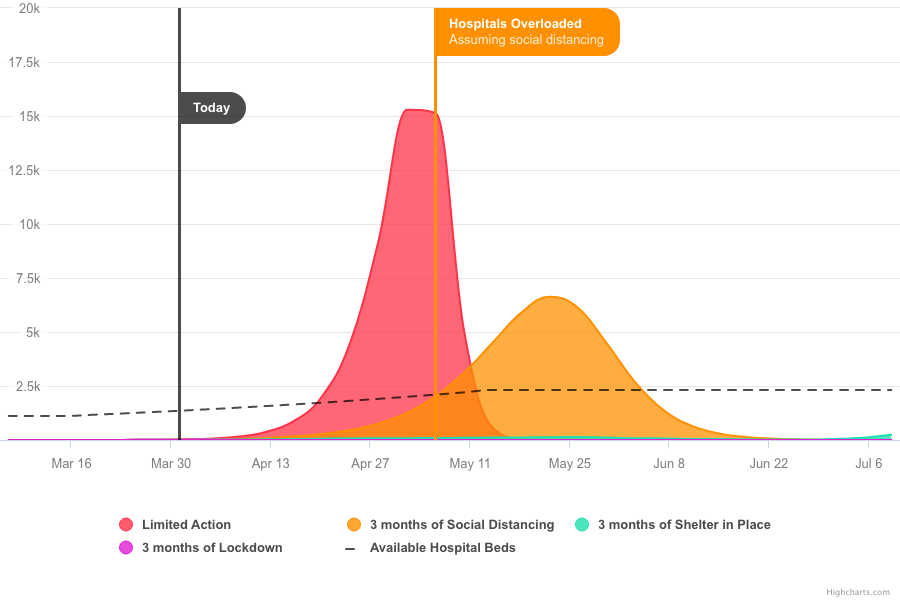 20k
Hospitals Overloaded
Assuming social distancing
17.5k
Today
15k
12.5k
10k
7.5k
5k
2.5k
Mar 16 Mar 30 Apr 13 Apr 27 May 11 May 25 Jun 8 Jun 22 Jul 6
Limited Action 3 months of Social Distancing 3 months of Shelter in Place
3 months of Lockdown Available Hospital Beds
Highcharts.com